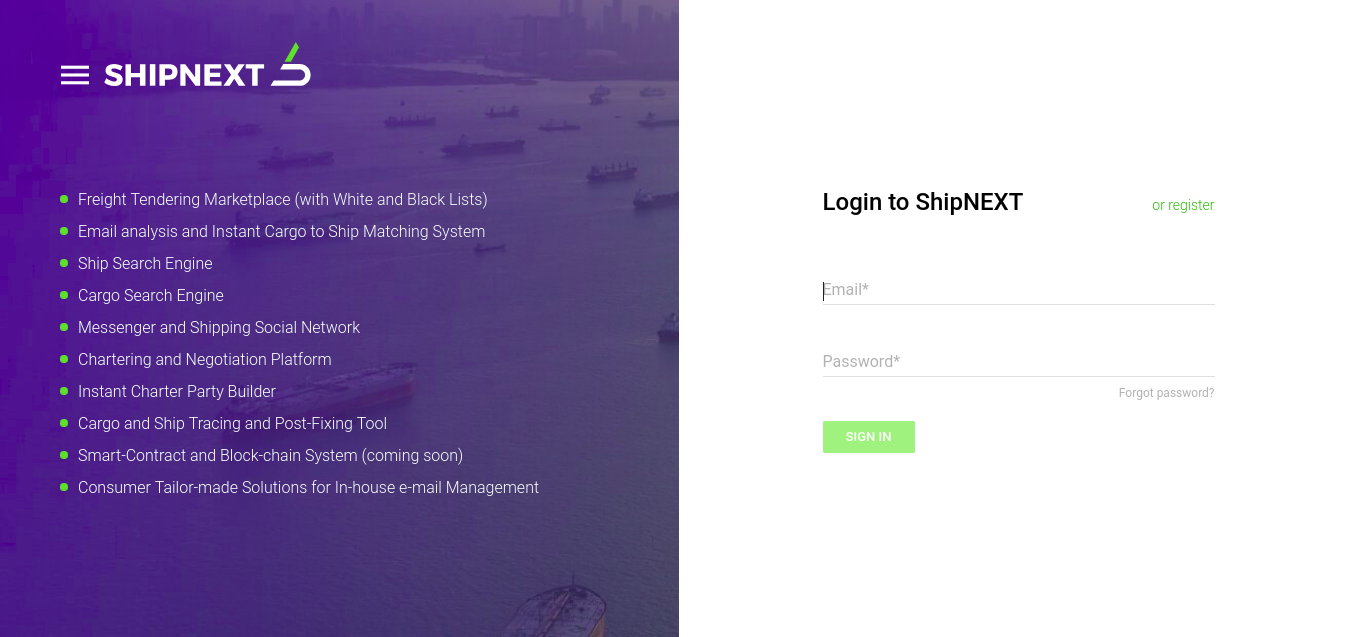 SHIPNEXT
Freight Tendering Marketplace (with White and Black Lists)
Email analysis and Instant Cargo to Ship Matching System
Ship Search Engine
Cargo Search Engine
Messenger and Shipping Social Network
Chartering and Negotiation Platform
Instant Charter Party Builder
Cargo and Ship Tracing and Post-Fixing Tool
Smart-Contract and Block-chain System (coming soon)
Consumer Tailor-made Solutions for In-house e-mail Management
Login to ShipNEXT
or register
Email*
Password*
Forgot password?
SIGN IN